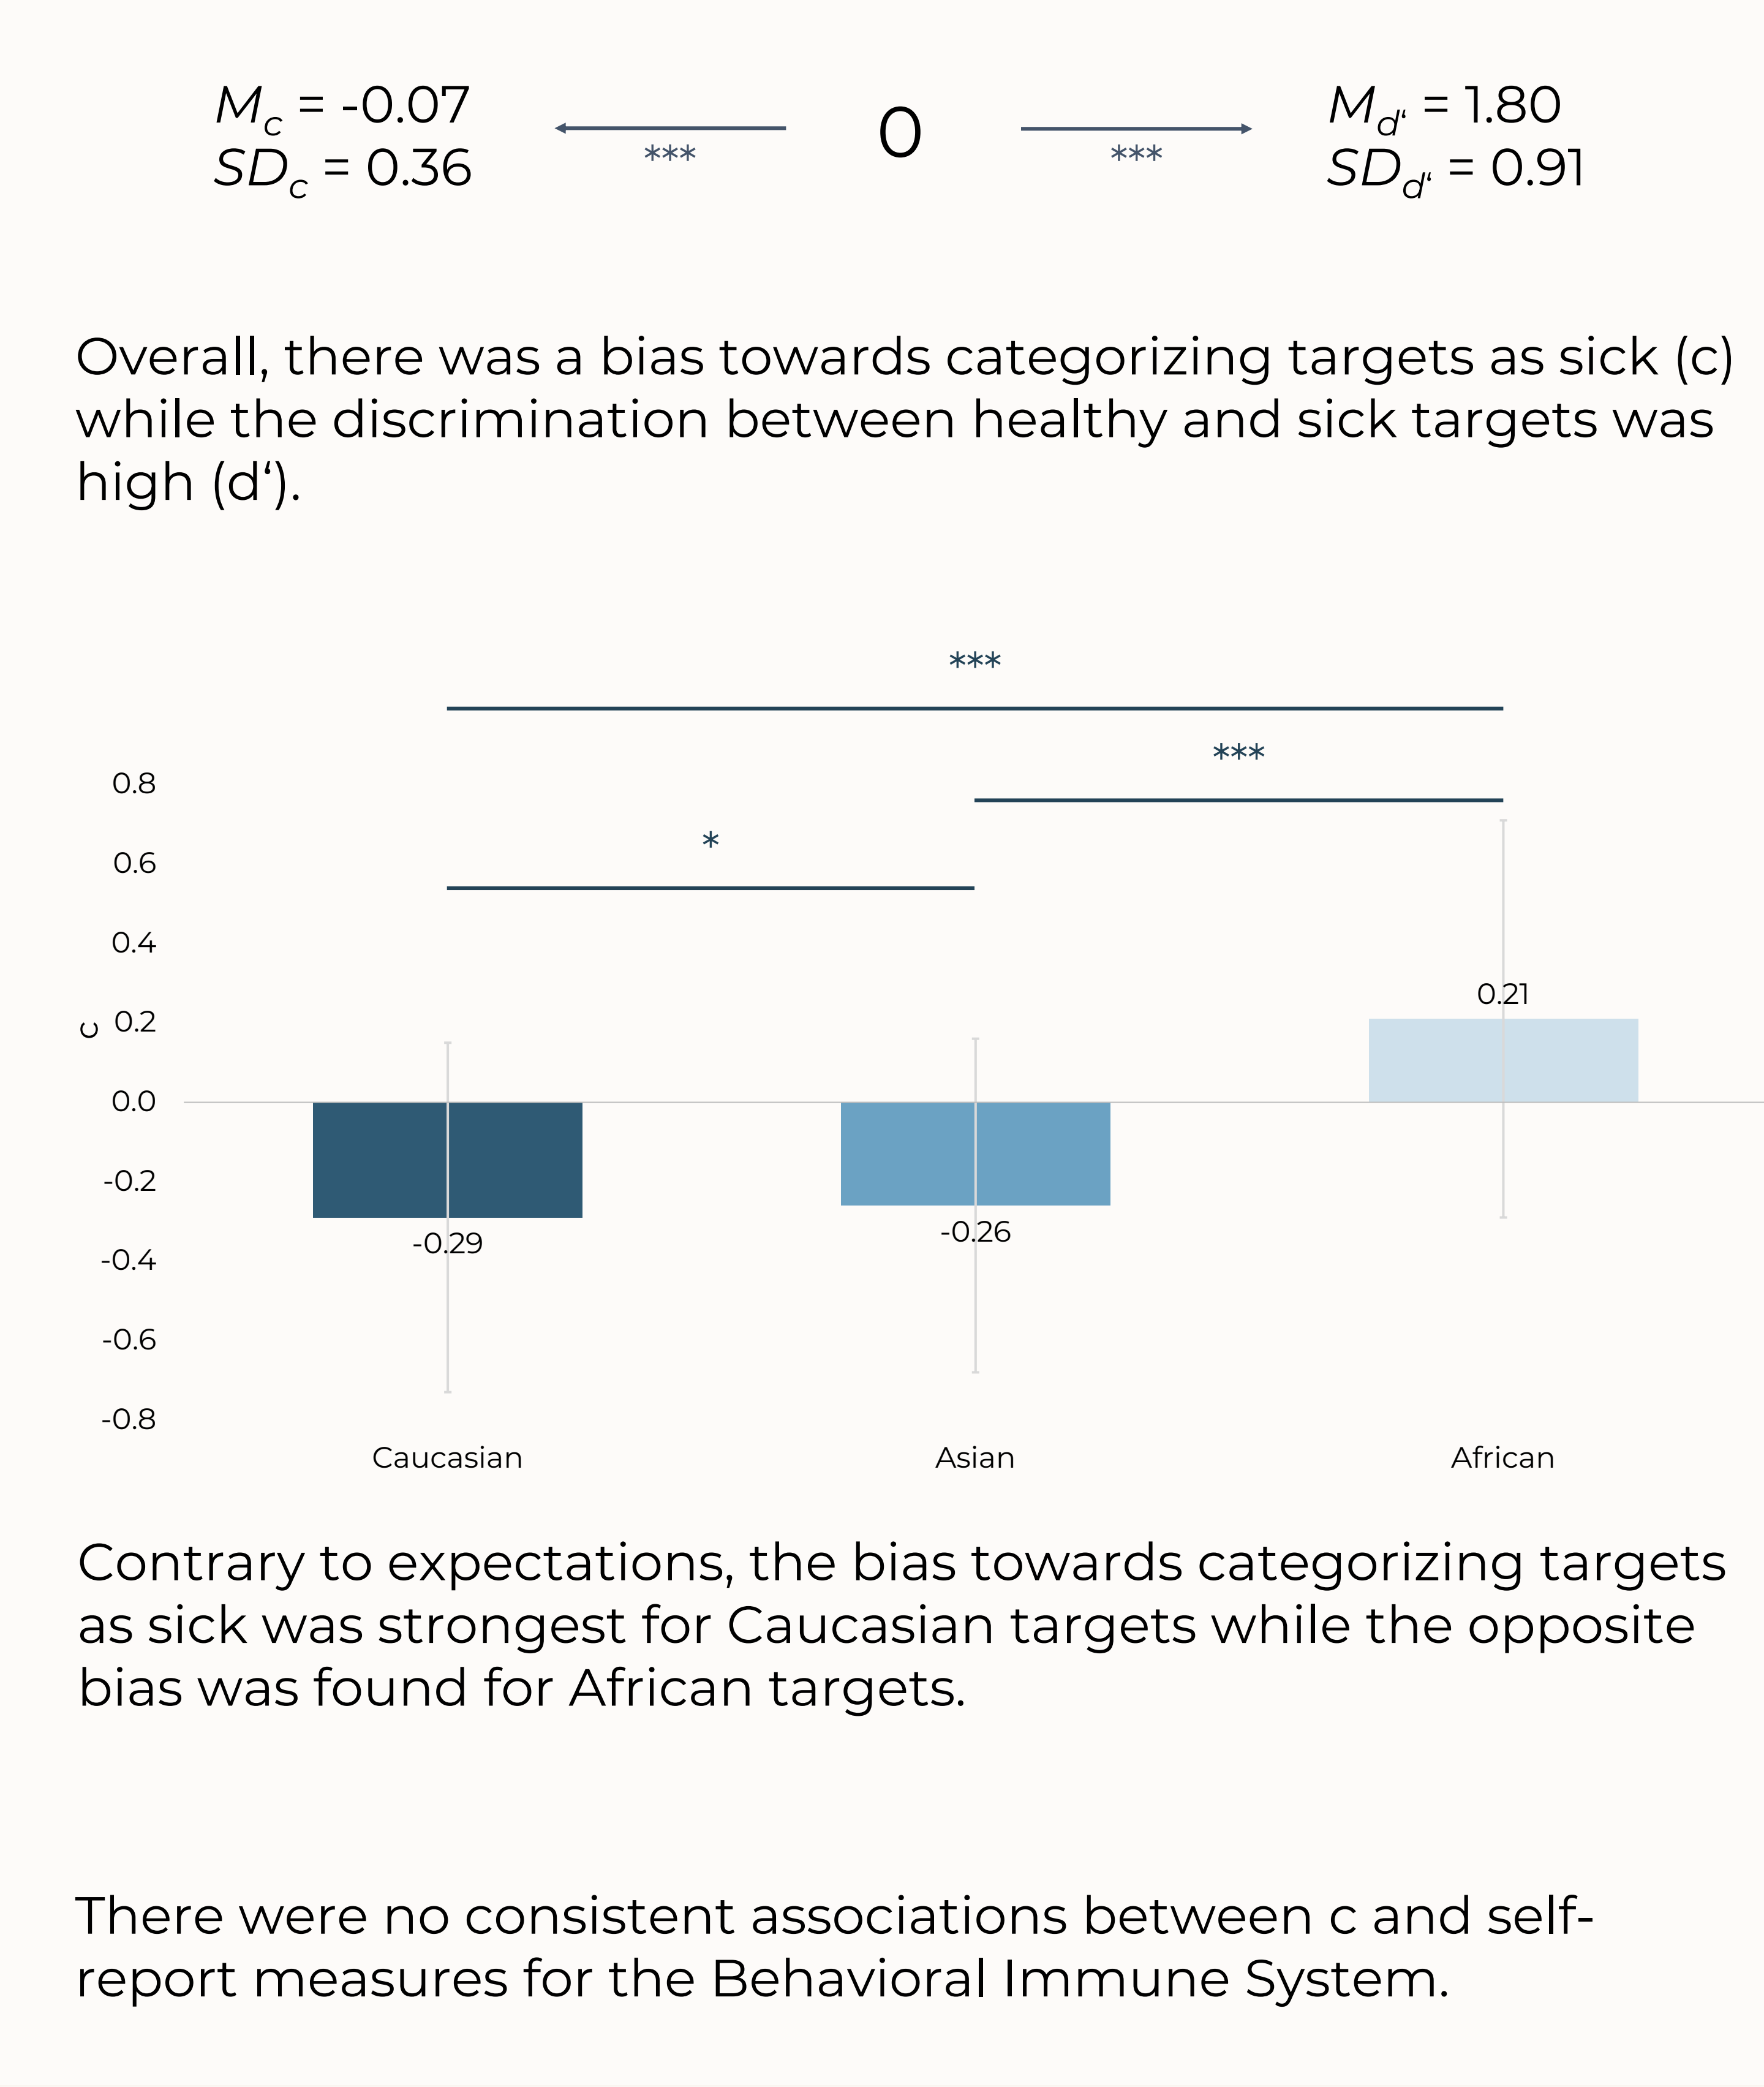 M_c = -0.07
SD_c = 0.36
***
0
***
M_d‘ = 1.80
SD_d‘ = 0.91
Overall, there was a bias towards categorizing targets as sick (c)
while the discrimination between healthy and sick targets was
high (d‘).
***
***
*
0.8
0.6
0.4
0.2
0.0
-0.2
-0.4
-0.6
-0.8
c
-0.29
-0.26
0.21
Caucasian
Asian
African
Contrary to expectations, the bias towards categorizing targets
as sick was strongest for Caucasian targets while the opposite
bias was found for African targets.
There were no consistent associations between c and self-
report measures for the Behavioral Immune System.